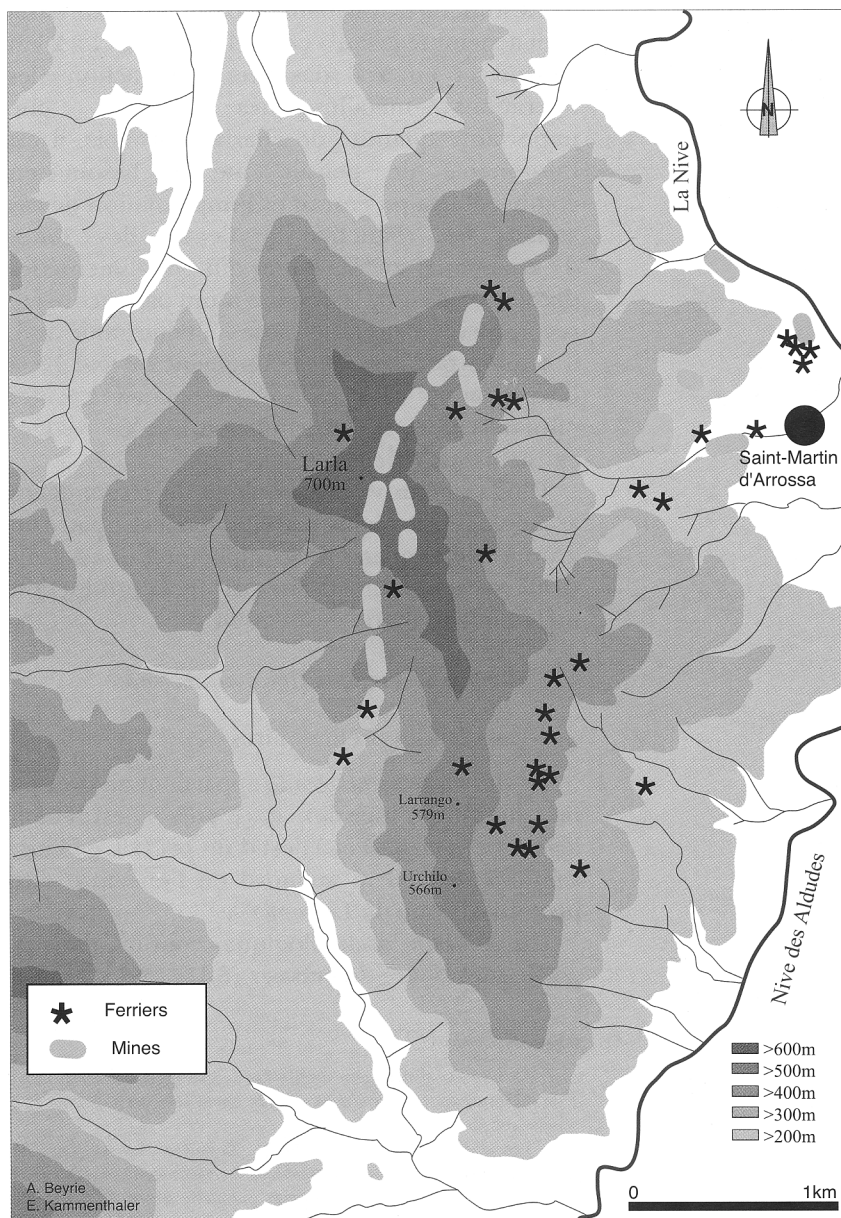 N
La Nive
Larla
700m
Saint-Martin
d'Arrossa
Larrango
579m
Urchilo
566m
Nive des Aldudes
Ferriers
Mines
>600m
>500m
>400m
>300m
>200m
A. Beyrie
E. Kammenthaler
0 1km